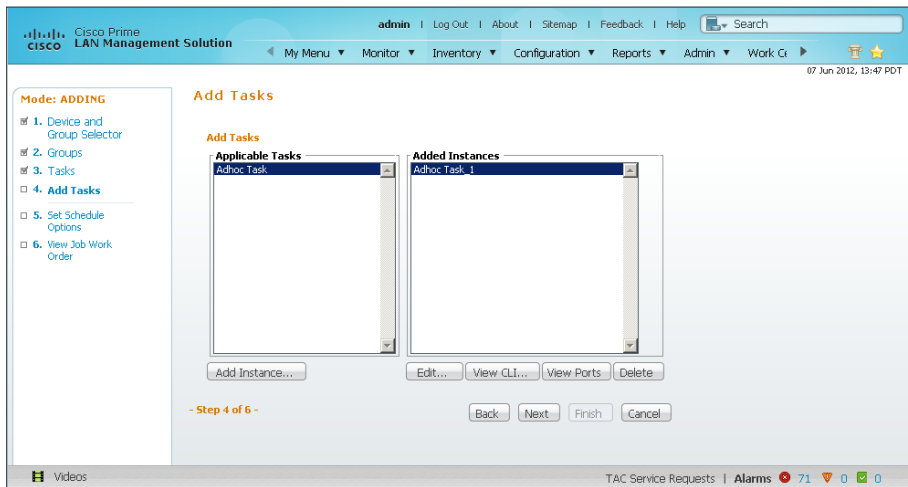 admin | Log Out | About | Sitemap | Feedback | Help
Search
CISCO
Cisco Prime
LAN Management Solution
My Menu Monitor Inventory Configuration Reports Admin Work Ce
07 Jun 2012, 13:47 PDT
Mode: ADDING
1. Device and
Group Selector
2. Groups
3. Tasks
4. Add Tasks
5. Set Schedule
Options
6. View Job Work
Order
Add Tasks
Add Tasks
Applicable Tasks
Adhoc Task
Added Instances
Adhoc Task_1
Add Instance...
Edit... View CLI... View Ports Delete
- Step 4 of 6 -
Back Next Finish Cancel
Videos
TAC Service Requests | Alarms 71 0 0